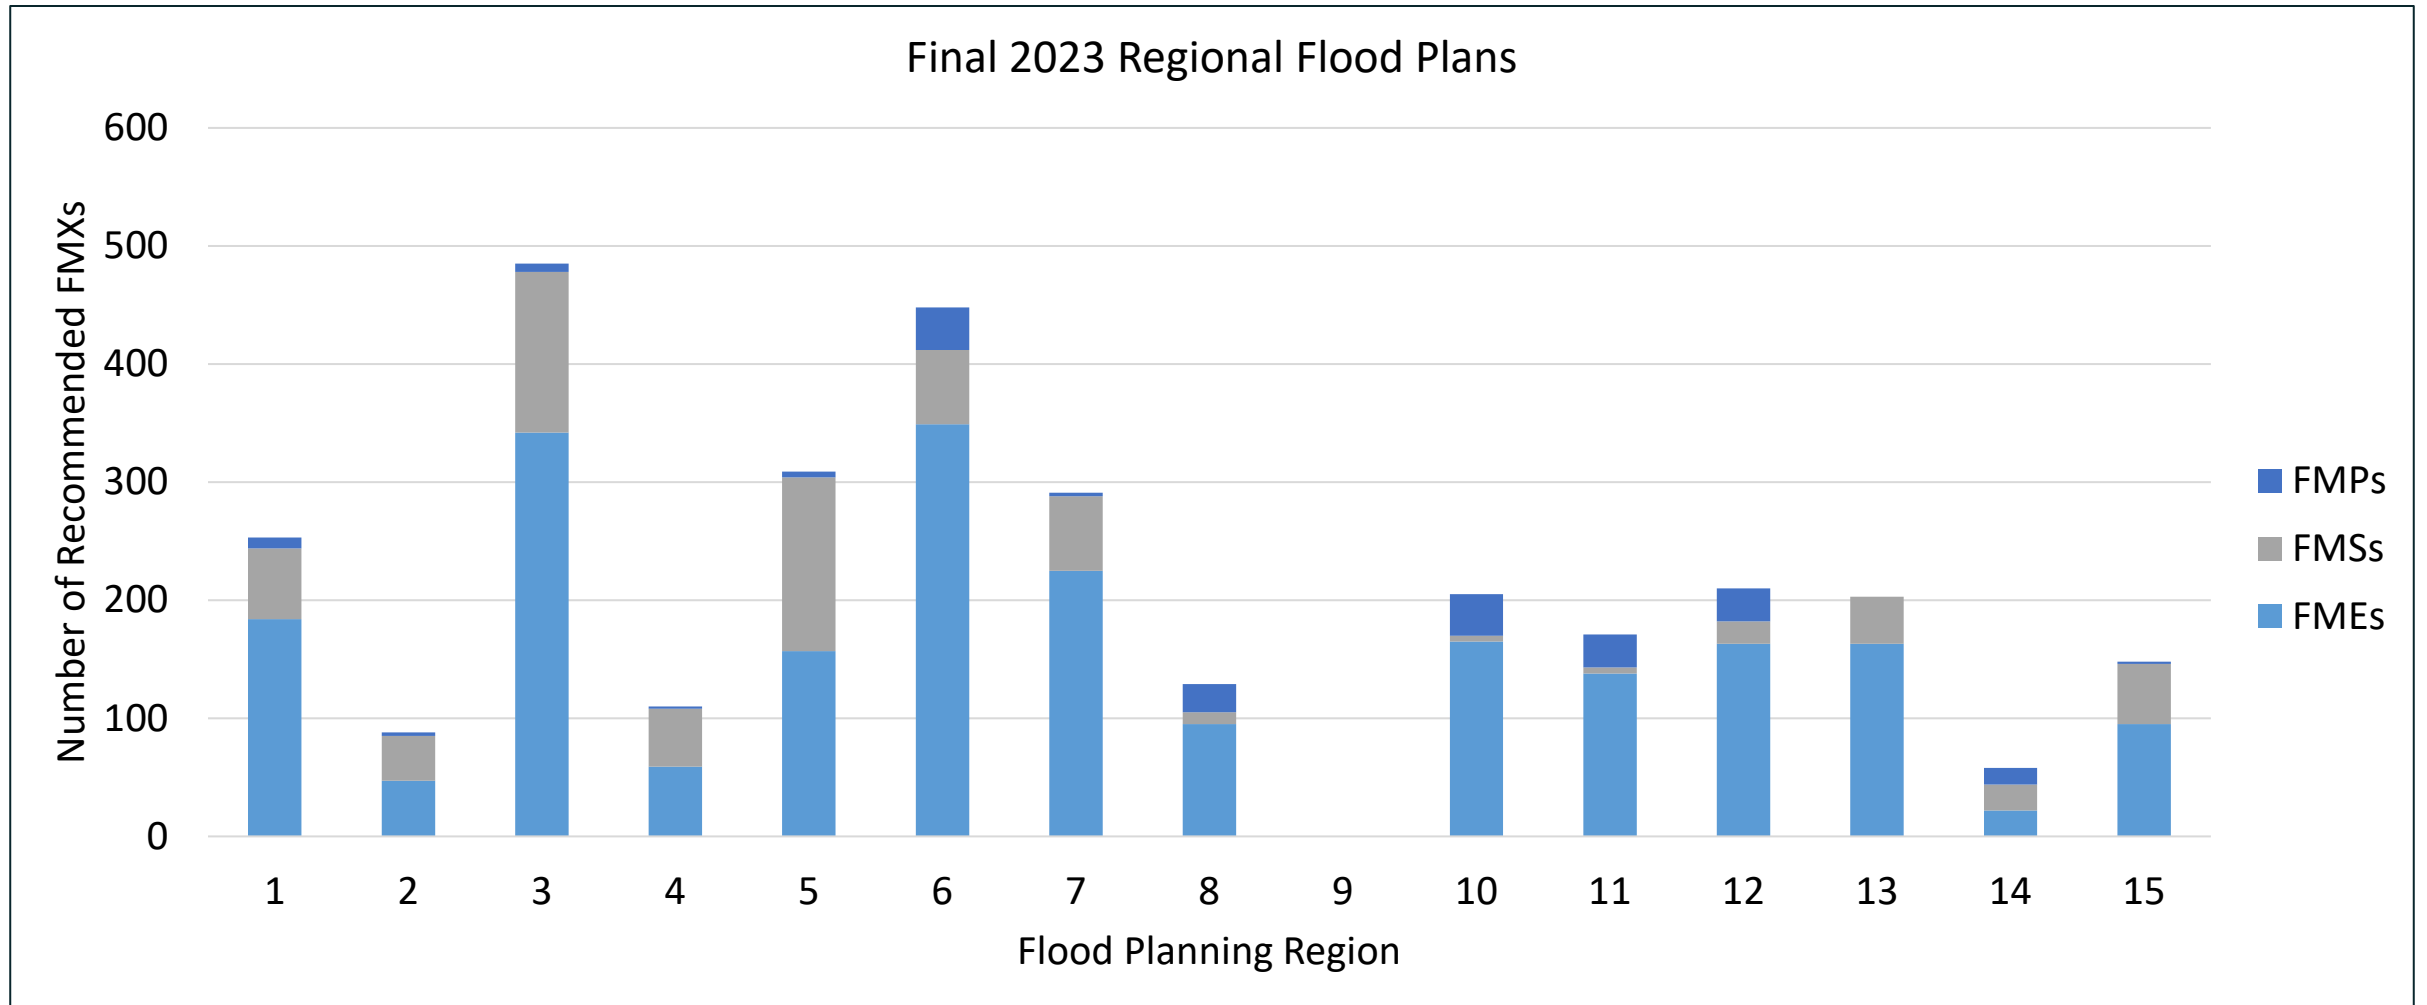 Final 2023 Regional Flood Plans
Number of Recommended FMXs
600
500
400
300
200
100
0
1 2 3 4 5 6 7 8 9 10 11 12 13 14 15
Flood Planning Region
FMPs
FMSs
FMEs